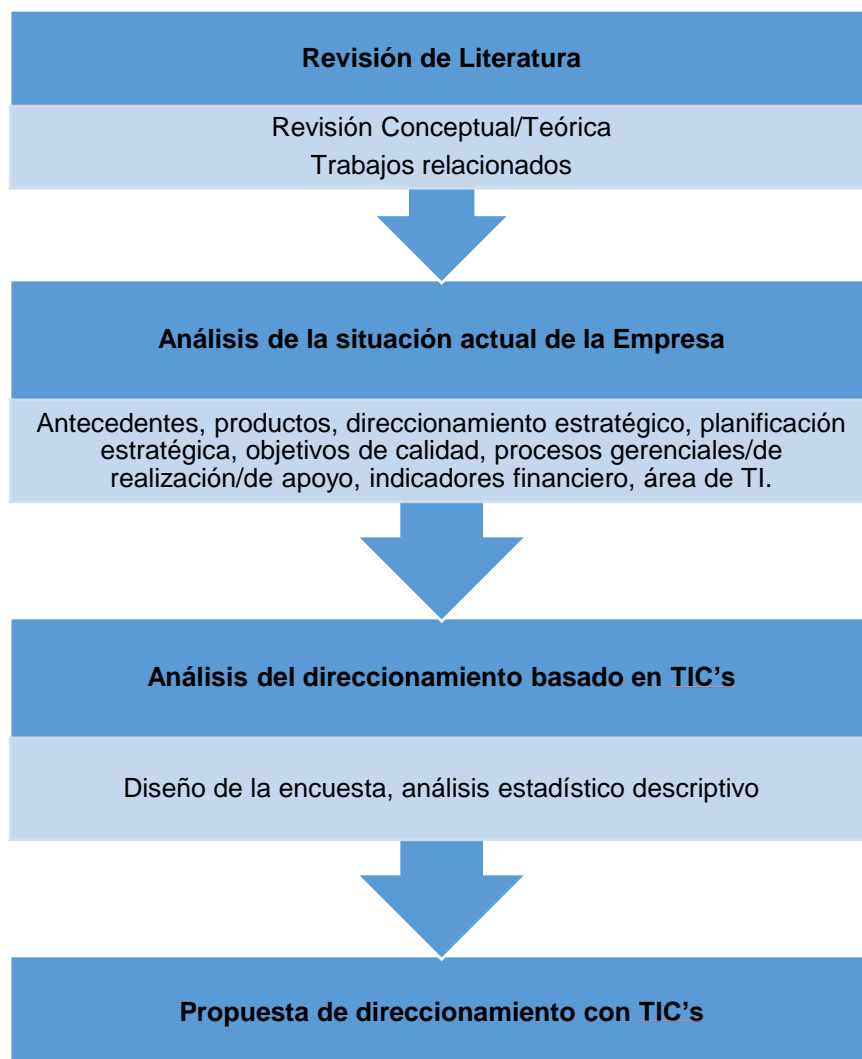 Revisión de Literatura
Revisión Conceptual/Teórica
Trabajos relacionados
Análisis de la situación actual de la Empresa
Antecedentes, productos, direccionamiento estratégico, planificación
estratégica, objetivos de calidad, procesos gerenciales/de
realización/de apoyo, indicadores financiero, área de TI.
Análisis del direccionamiento basado en TIC’s
Diseño de la encuesta, análisis estadístico descriptivo
Propuesta de direccionamiento con TIC’s